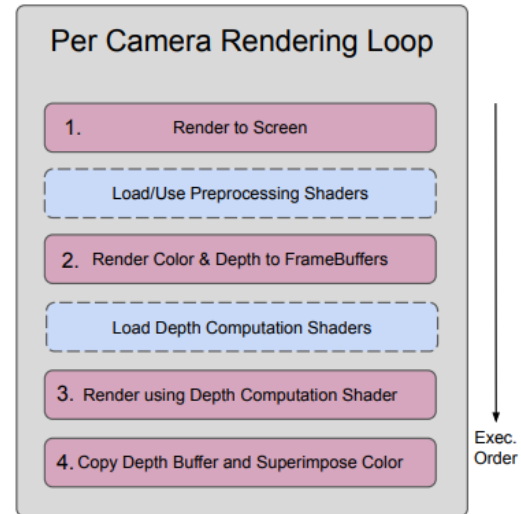 Per Camera Rendering Loop
1. Render to Screen
Load/Use Preprocessing Shaders
2. Render Color & Depth to FrameBuffers
Load Depth Computation Shaders
3. Render using Depth Computation Shader
4. Copy Depth Buffer and Superimpose Color
Exec.
Order